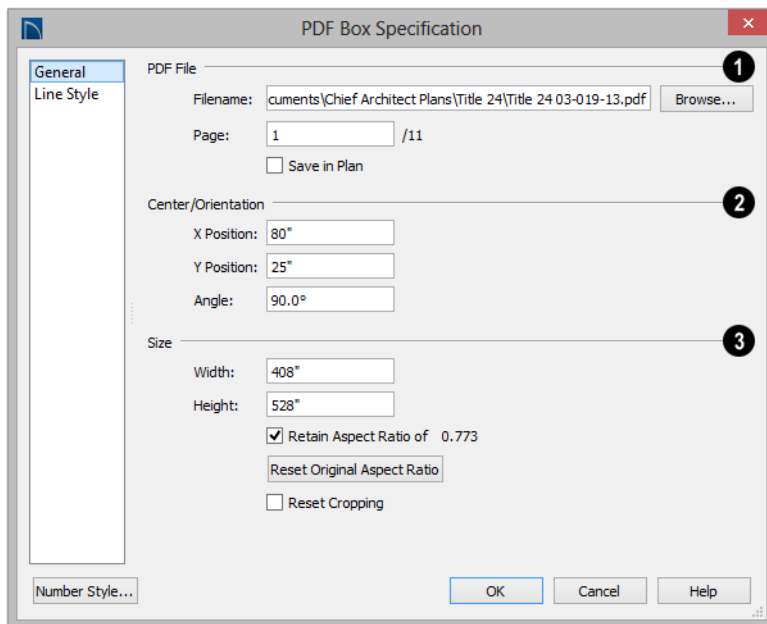 PDF Box Specification
General
Line Style
PDF File
1
Filename: cuments\Chief Architect Plans\Title 24\Title 24 03-019-13.pdf Browse...
Page: 1 /11
Save in Plan
Center/Orientation
2
X Position: 80"
Y Position: 25"
Angle: 90.0°
Size
3
Width: 408"
Height: 528"
Retain Aspect Ratio of 0.773
Reset Original Aspect Ratio
Reset Cropping
Number Style... OK Cancel Help